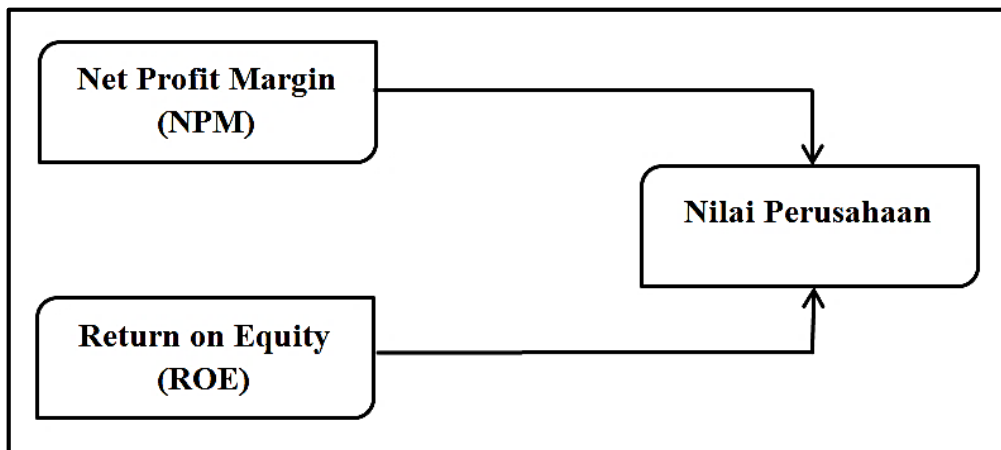 Net Profit Margin
(NPM)
Nilai Perusahaan
Return on Equity
(ROE)